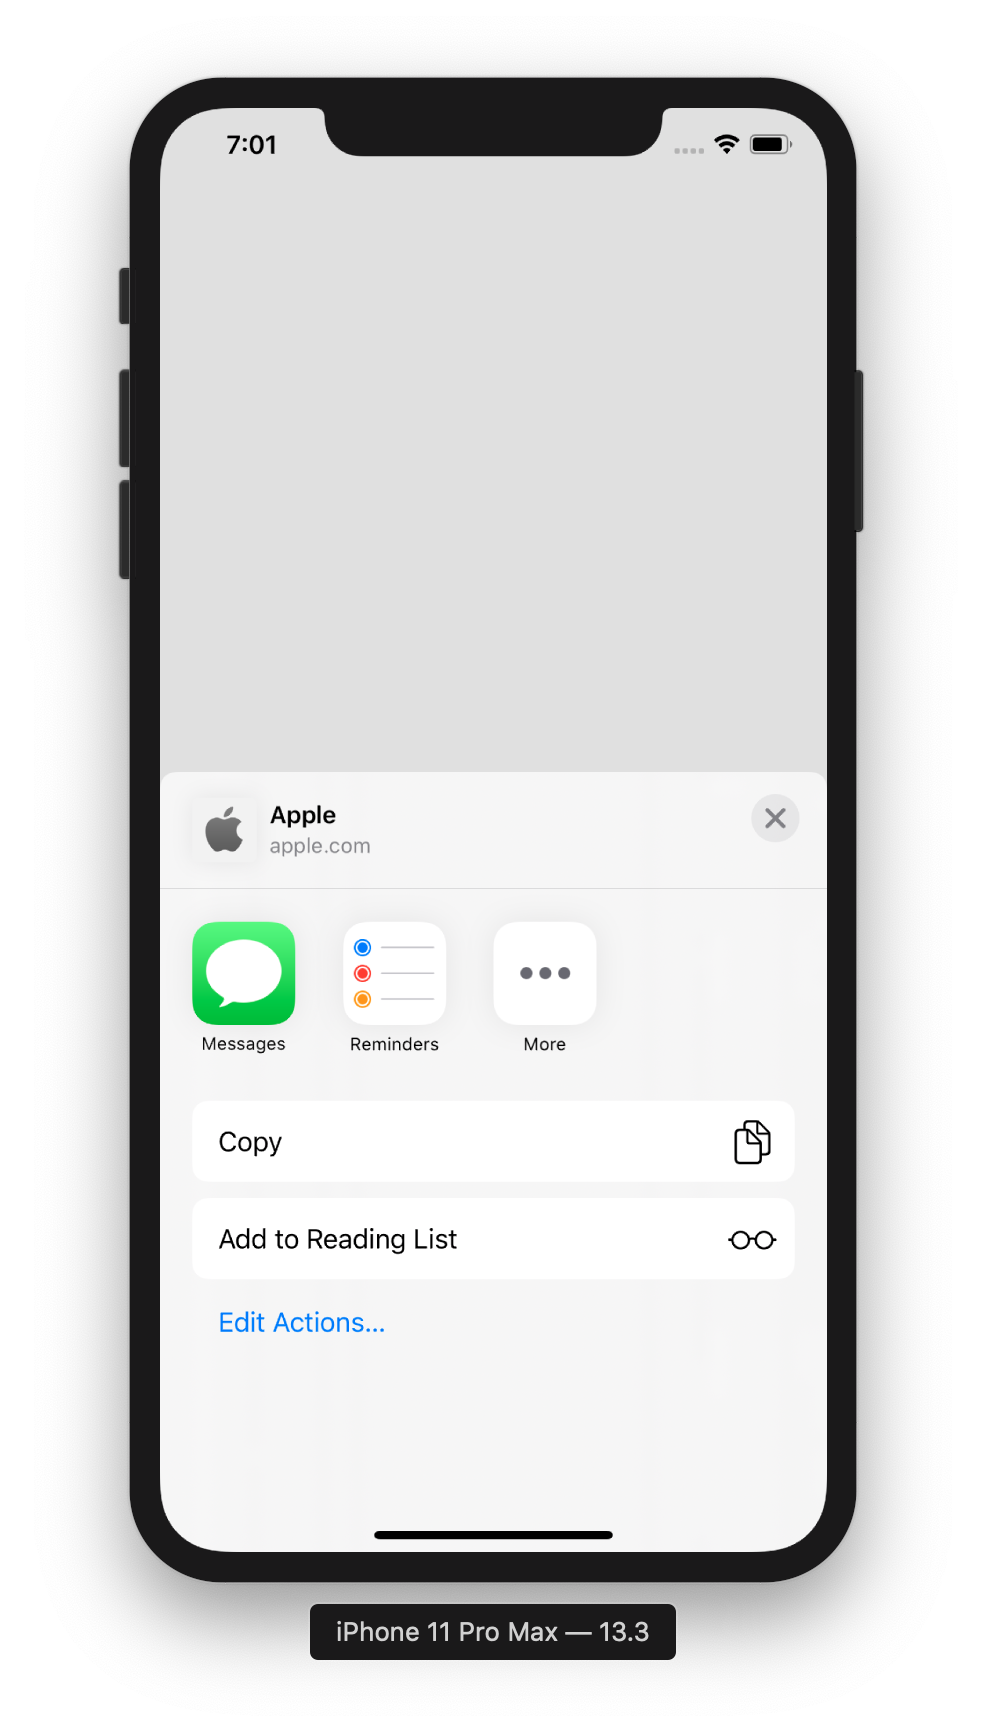 7:01
Apple
apple.com
Messages
Reminders
More
Copy
Add to Reading List
Edit Actions...
iPhone 11 Pro Max — 13.3